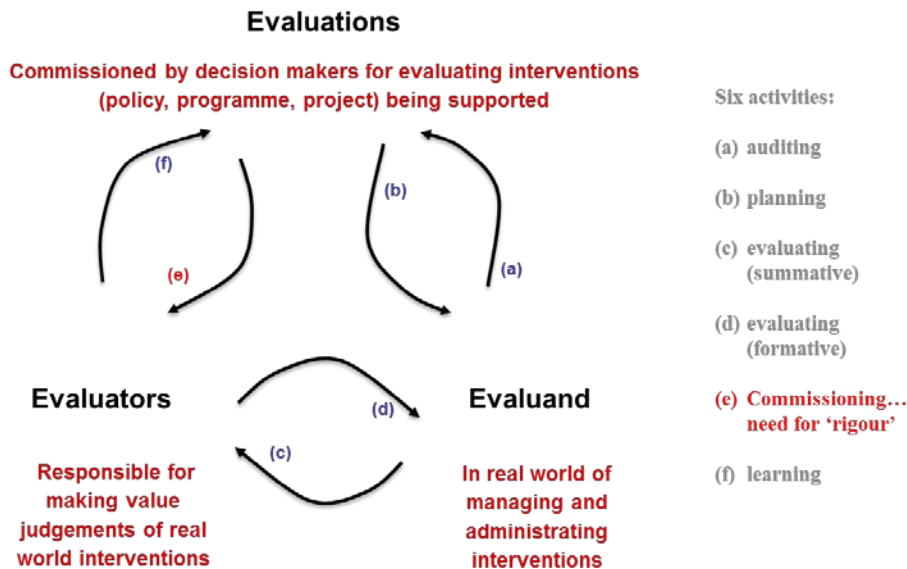 Evaluations
Commissioned by decision makers for evaluating interventions
(policy, programme, project) being supported
(f)
(b)
(e)
(a)
Evaluators
Evaluand
(d)
(c)
Responsible for
making value
judgements of real
world interventions
In real world of
managing and
administrating
interventions
Six activities:
(a) auditing
(b) planning
(c) evaluating
(summative)
(d) evaluating
(formative)
(e) Commissioning…
need for ‘rigour’
(f) learning